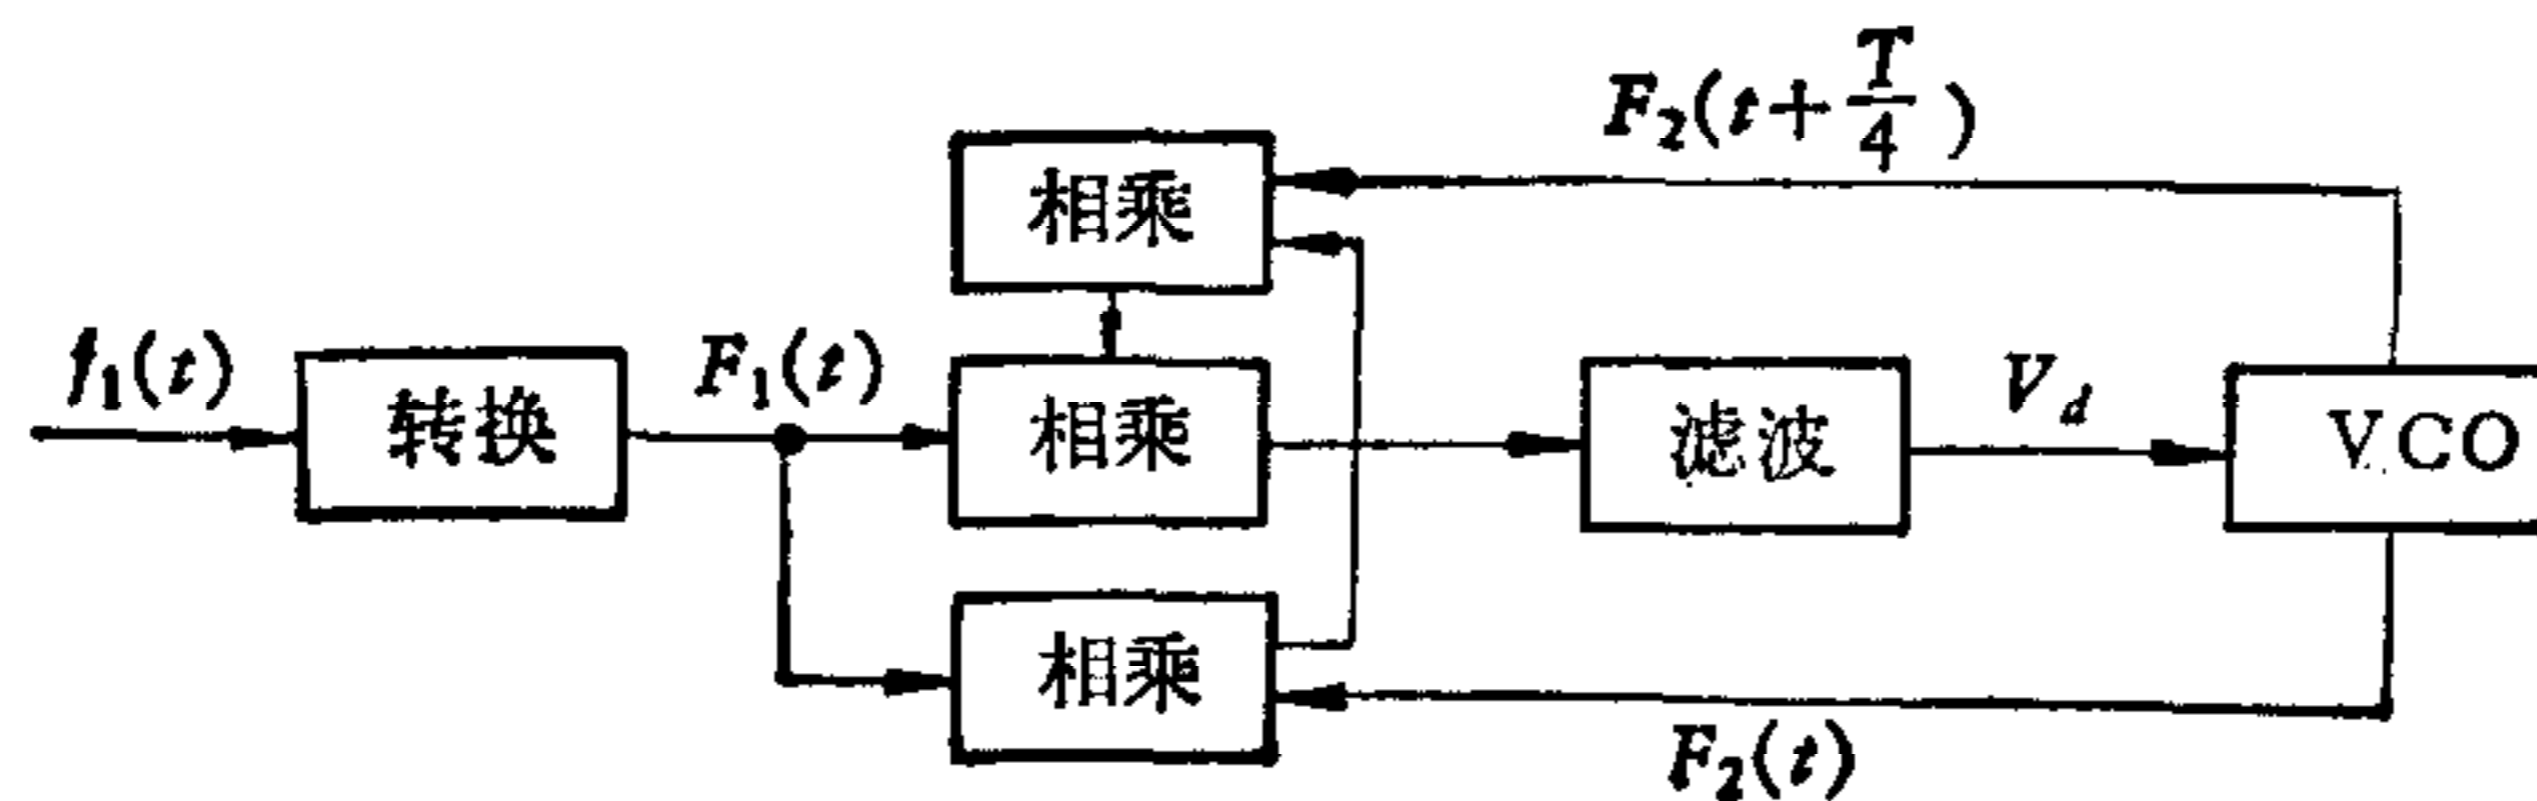 F₂(t+T/4)
相乘
f₁(t)
转换
F₁(t)
相乘
滤波
V_d
VCO
相乘
F₂(t)